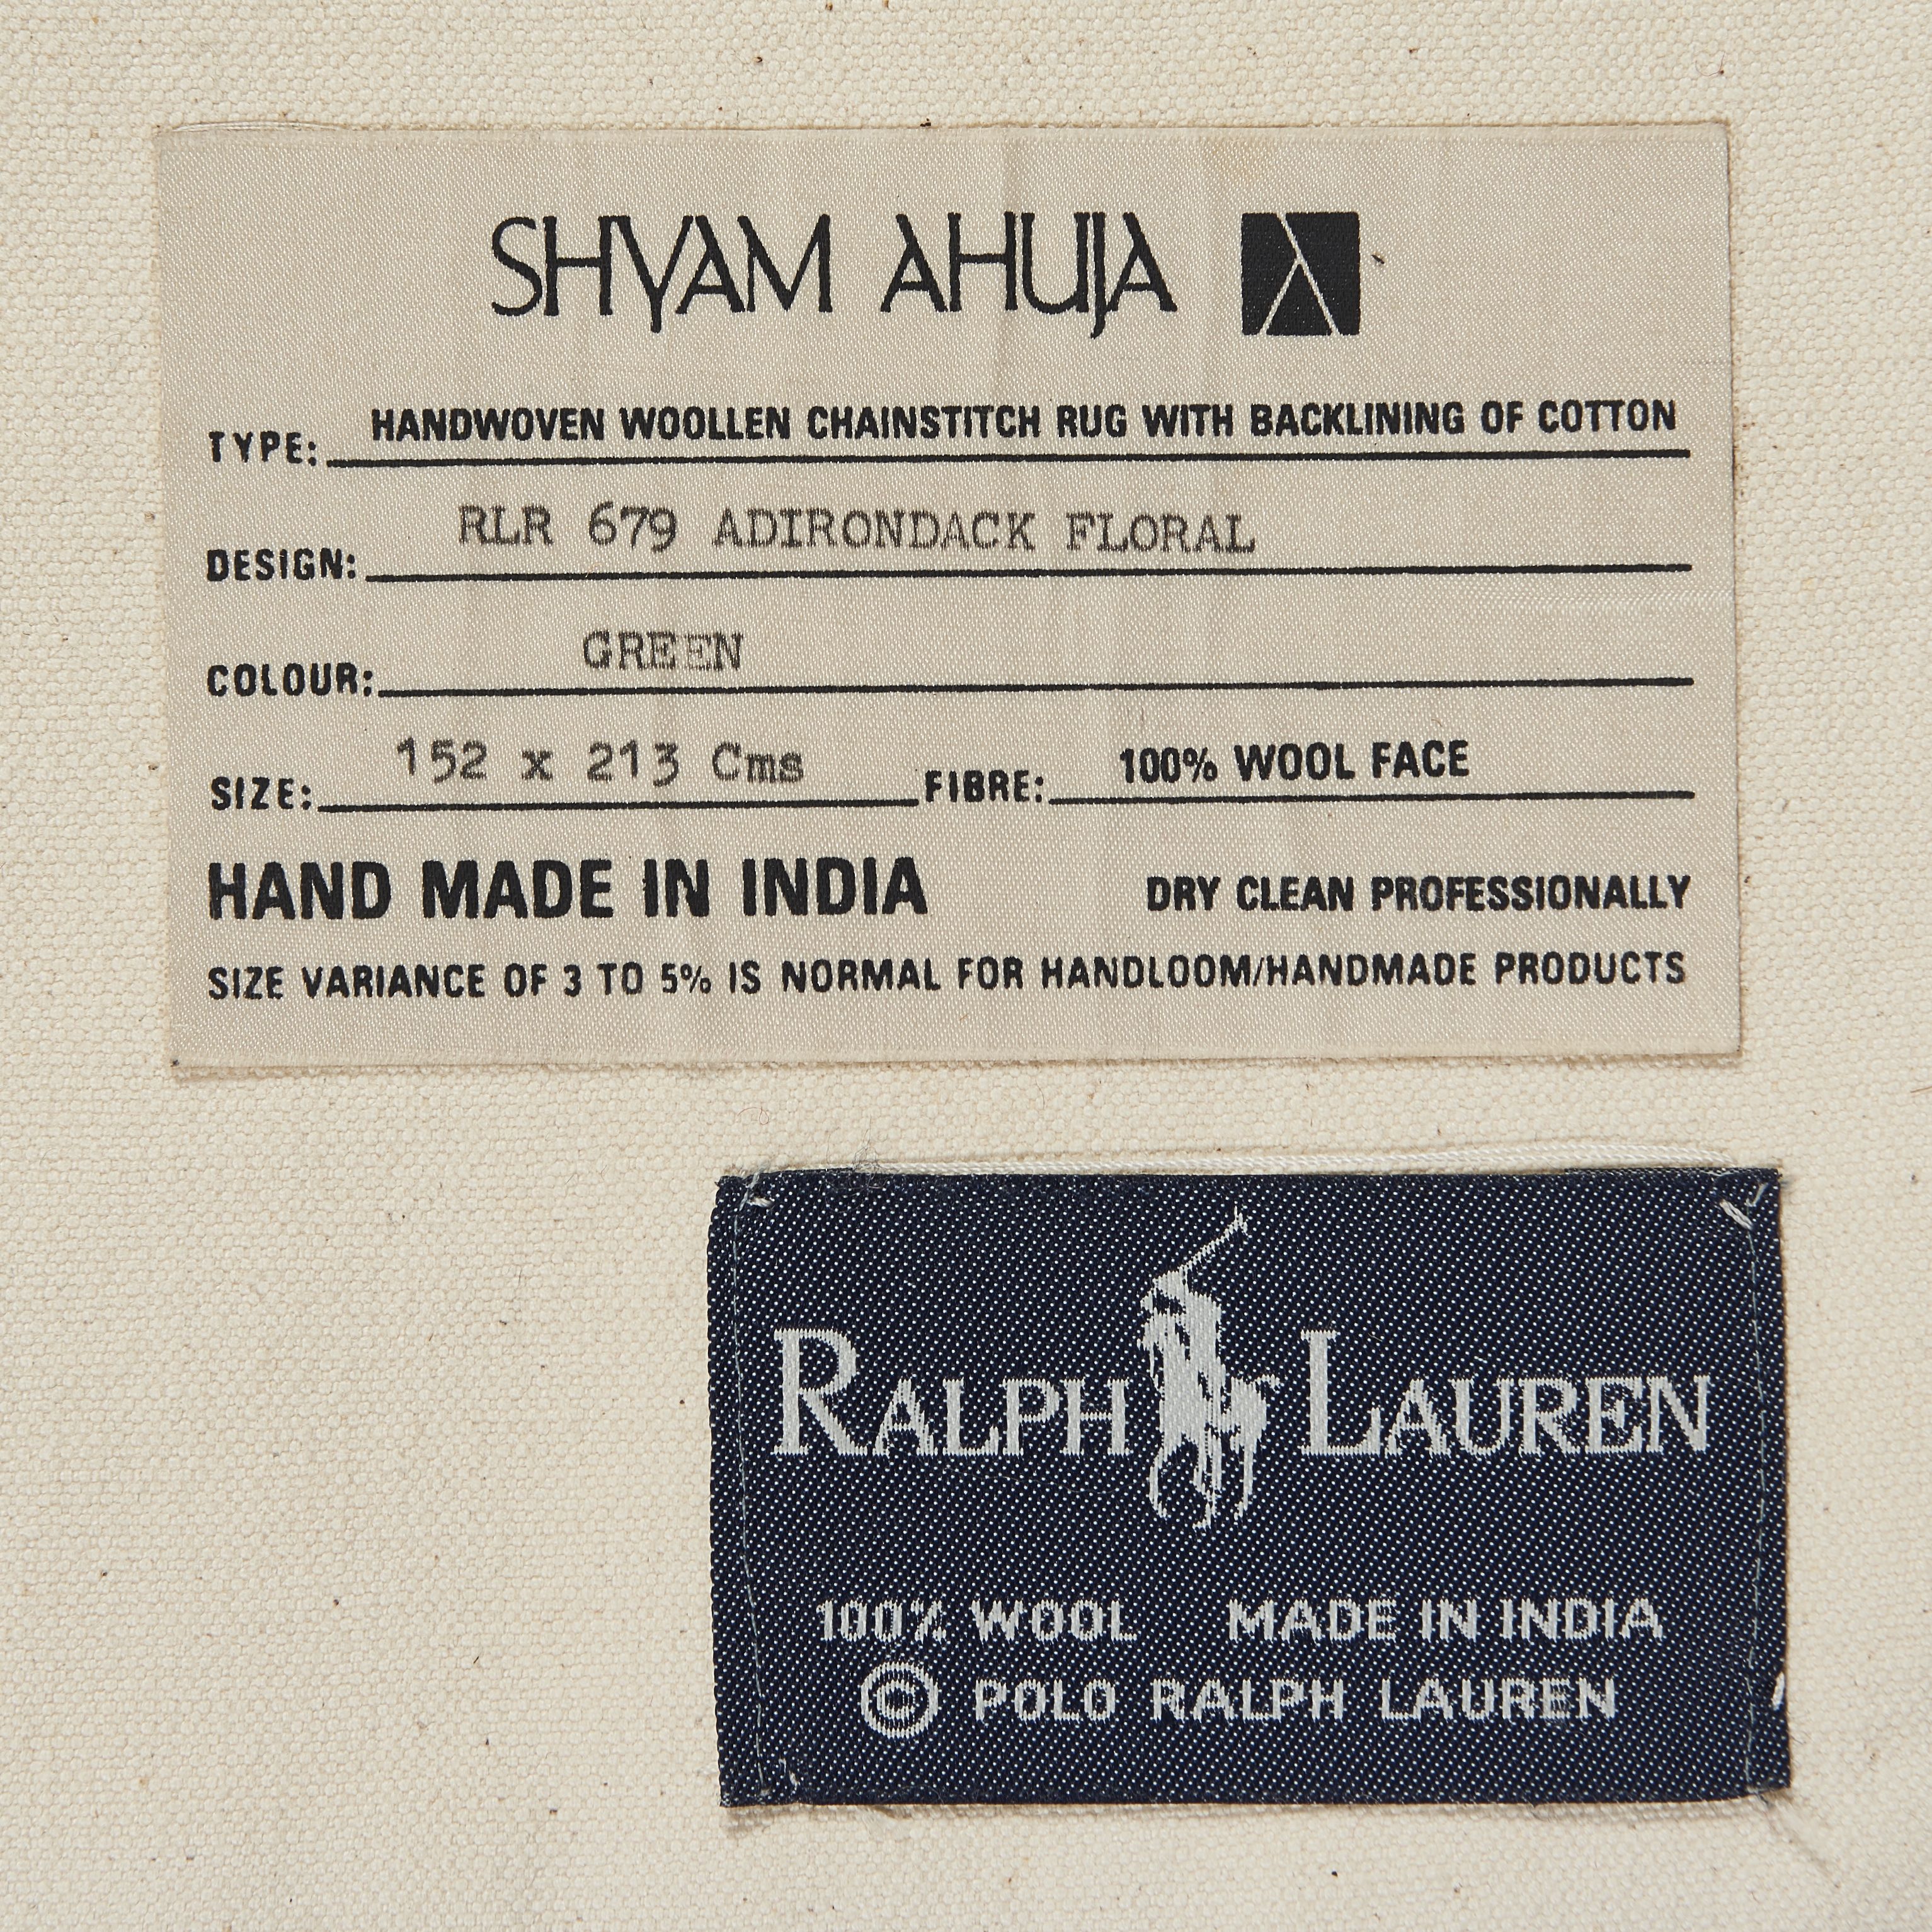 SHYAM AHUJA
TYPE: HANDWOVEN WOOLLEN CHAINSTITCH RUG WITH BACKLINING OF COTTON
DESIGN: RLR 679 ADIRONDACK FLORAL
COLOUR: GREEN
SIZE: 152 x 213 Cms FIBRE: 100% WOOL FACE
HAND MADE IN INDIA DRY CLEAN PROFESSIONALLY
SIZE VARIANCE OF 3 TO 5% IS NORMAL FOR HANDLOOM/HANDMADE PRODUCTS
RALPH LAUREN
100% WOOL MADE IN INDIA
© POLO RALPH LAUREN